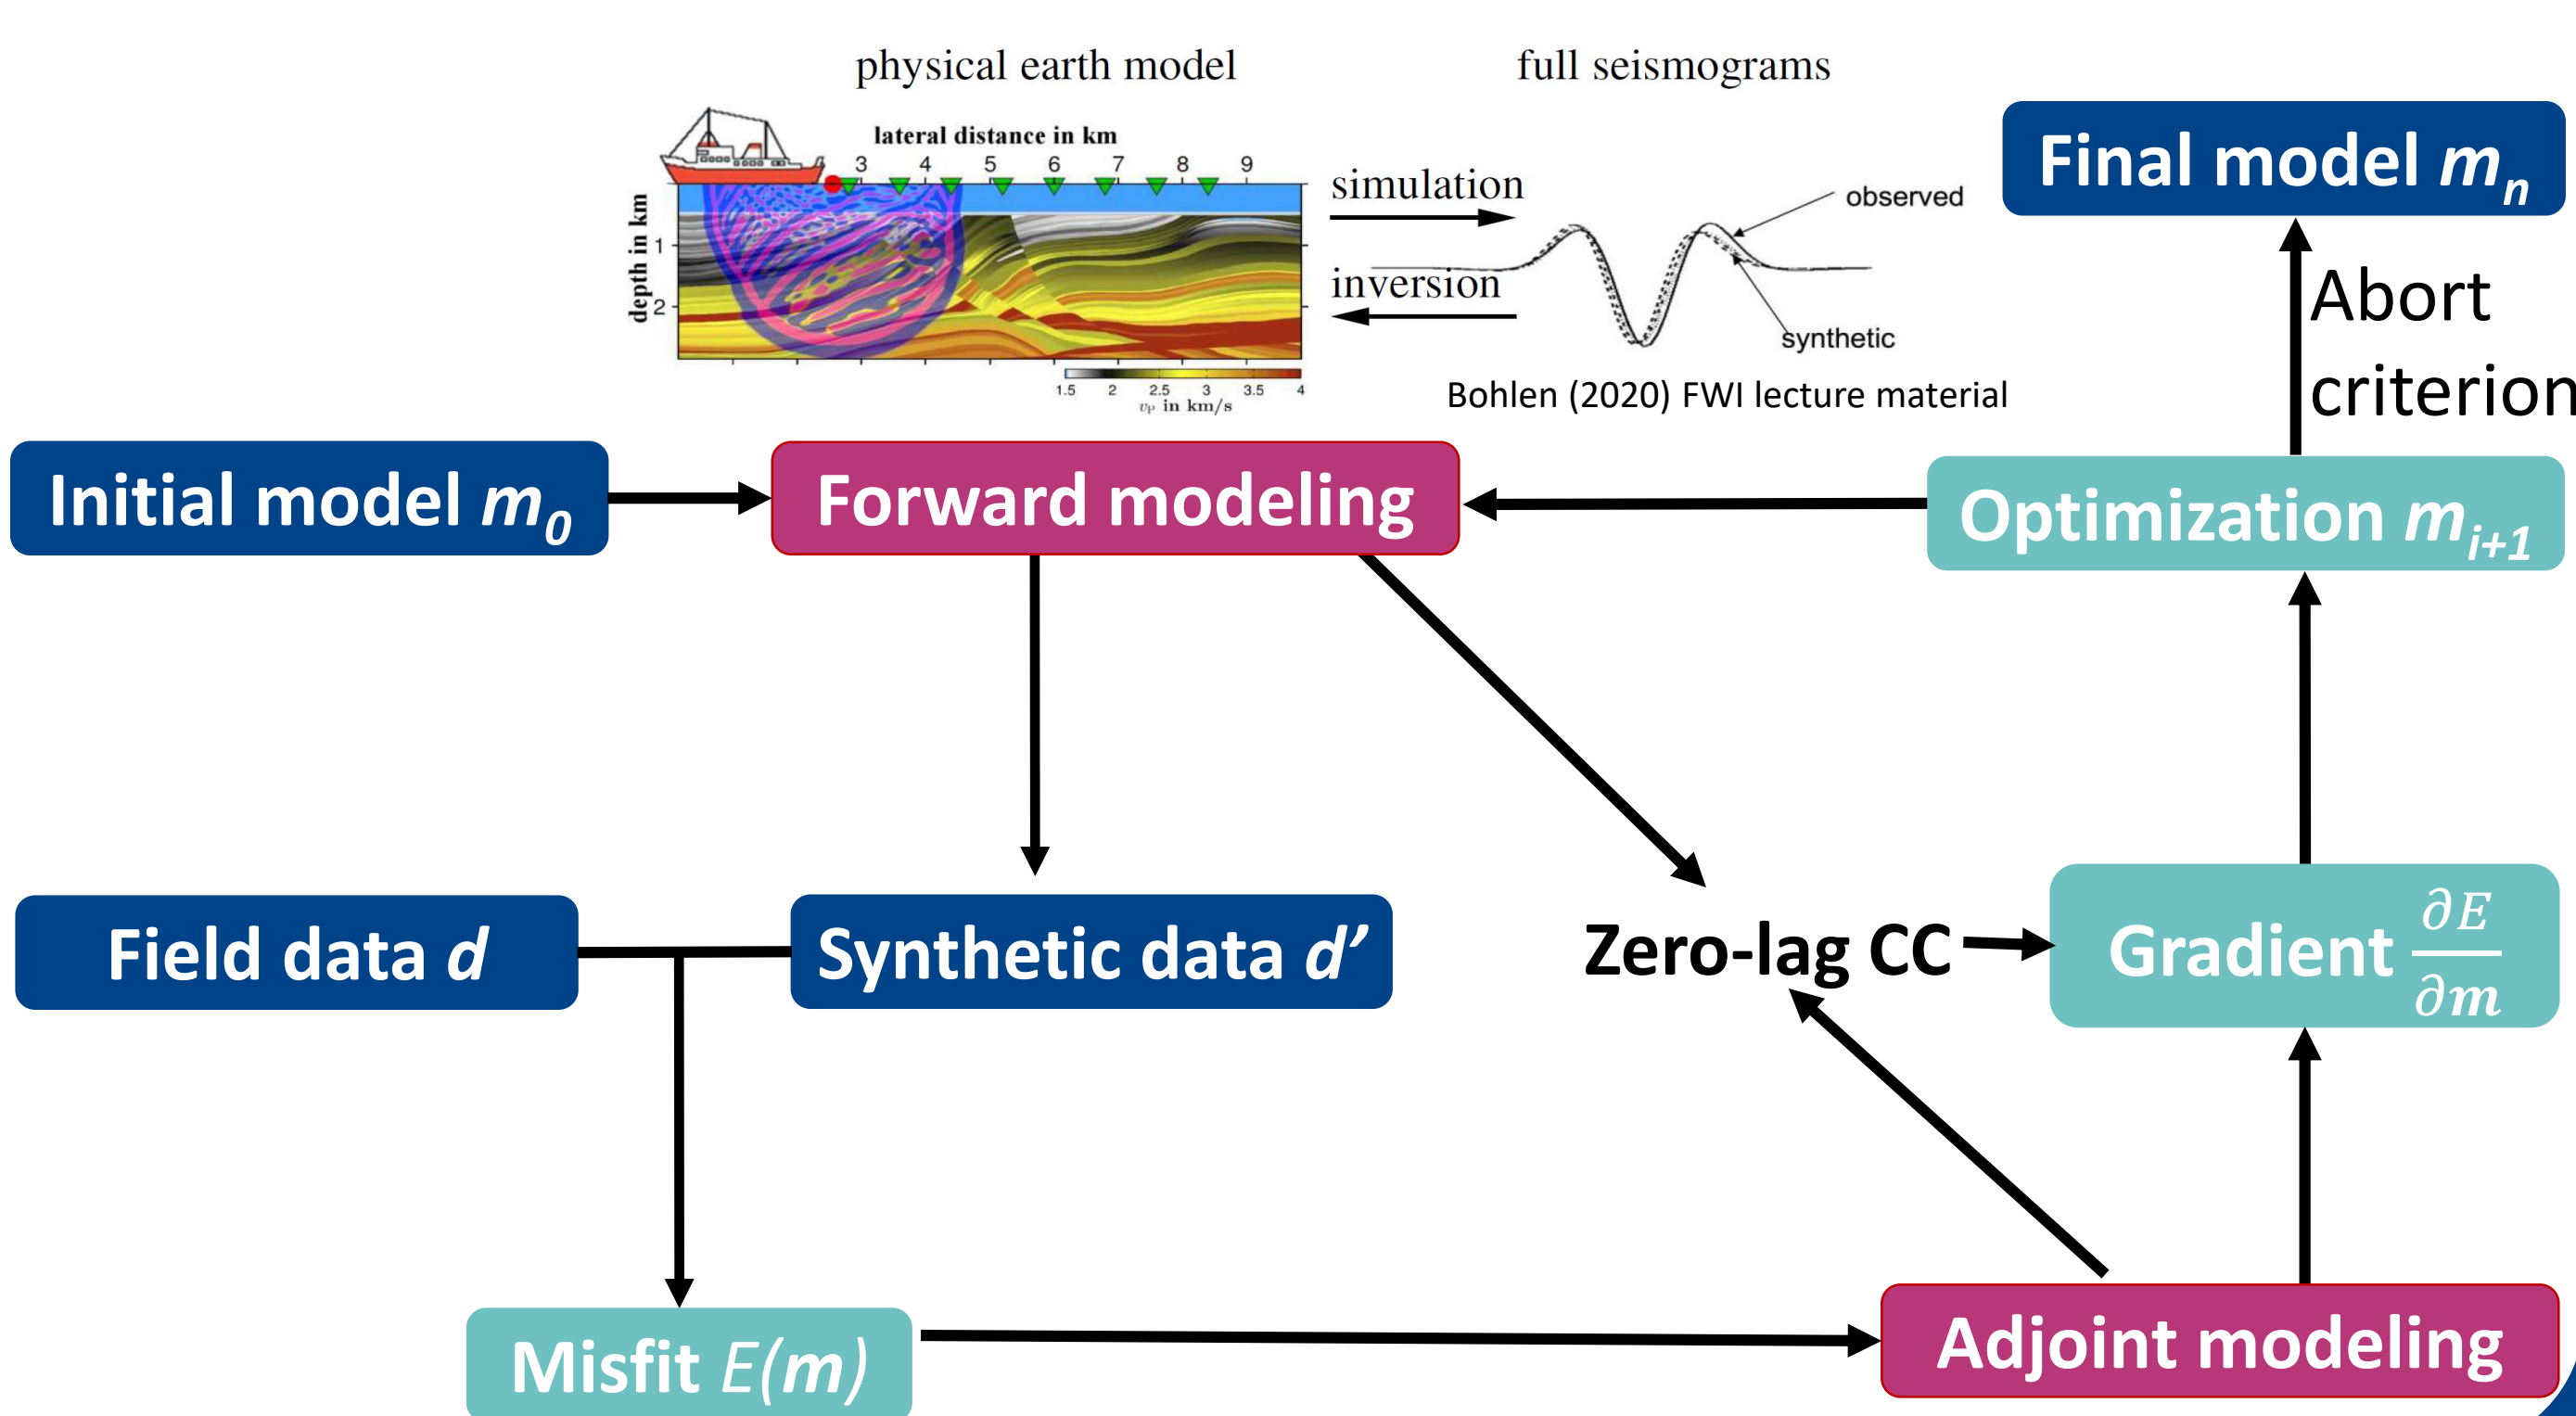 physical earth model
full seismograms
lateral distance in km
3 4 5 6 7 8 9
depth in km
1
2
1.5 2 2.5 3 3.5 4
vP in km/s
simulation
inversion
observed
synthetic
Bohlen (2020) FWI lecture material
Final model mn
Abort
criterion
Initial model m0
Forward modeling
Optimization mi+1
Field data d
Synthetic data d’
Zero-lag CC
Gradient ∂E/∂m
Misfit E(m)
Adjoint modeling